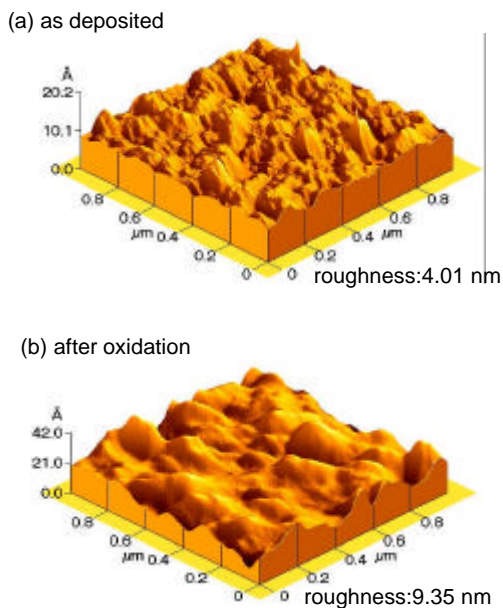 (a) as deposited
Å
20.2
10.1
0.0
0.8
0.6
µm
0.4
0.2
0
0
0.2
0.4
µm
0.6
0.8
roughness:4.01 nm
(b) after oxidation
Å
42.0
21.0
0.0
0.8
0.6
µm
0.4
0.2
0
0
0.2
0.4
µm
0.6
0.8
roughness:9.35 nm